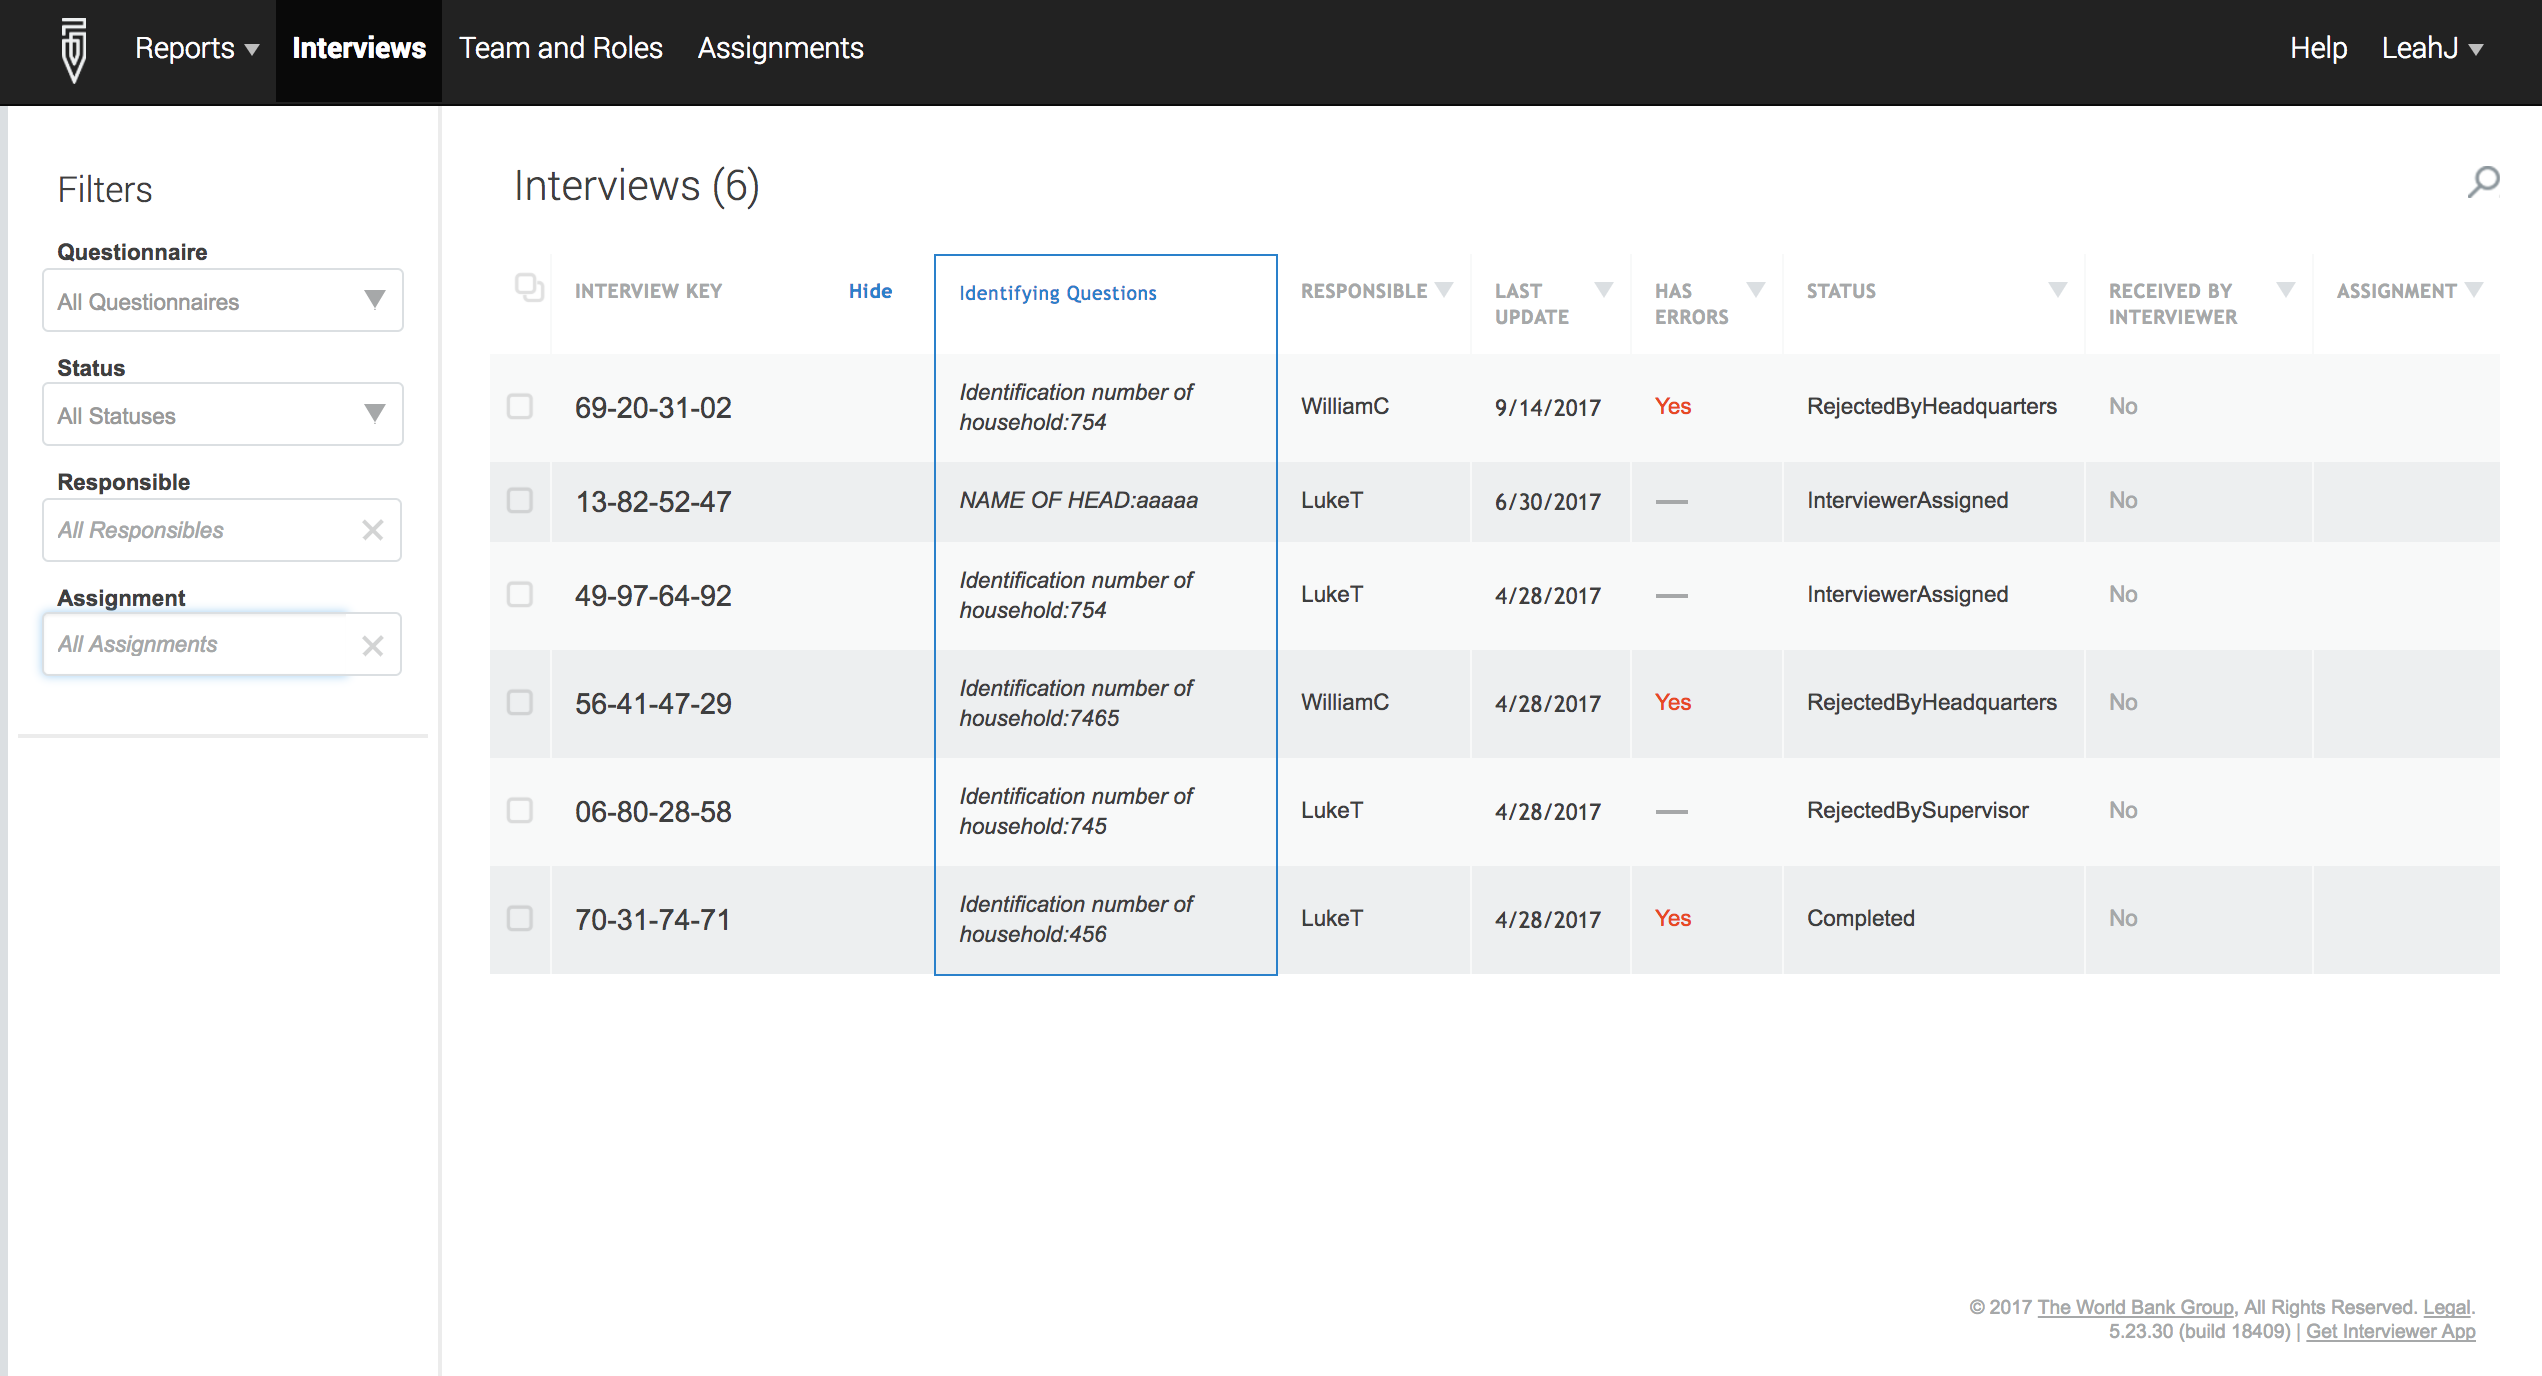 Reports Interviews Team and Roles Assignments Help LeahJ
Filters
Questionnaire
All Questionnaires
Status
All Statuses
Responsible
All Responsibles
Assignment
All Assignments
Interviews (6)
INTERVIEW KEY Hide Identifying Questions RESPONSIBLE LAST UPDATE HAS ERRORS STATUS RECEIVED BY INTERVIEWER ASSIGNMENT
69-20-31-02 Identification number of household:754 WilliamC 9/14/2017 Yes RejectedByHeadquarters No
13-82-52-47 NAME OF HEAD:aaaaa LukeT 6/30/2017 — InterviewerAssigned No
49-97-64-92 Identification number of household:754 LukeT 4/28/2017 — InterviewerAssigned No
56-41-47-29 Identification number of household:7465 WilliamC 4/28/2017 Yes RejectedByHeadquarters No
06-80-28-58 Identification number of household:745 LukeT 4/28/2017 — RejectedBySupervisor No
70-31-74-71 Identification number of household:456 LukeT 4/28/2017 Yes Completed No
© 2017 The World Bank Group, All Rights Reserved. Legal.
5.23.30 (build 18409) | Get Interviewer App